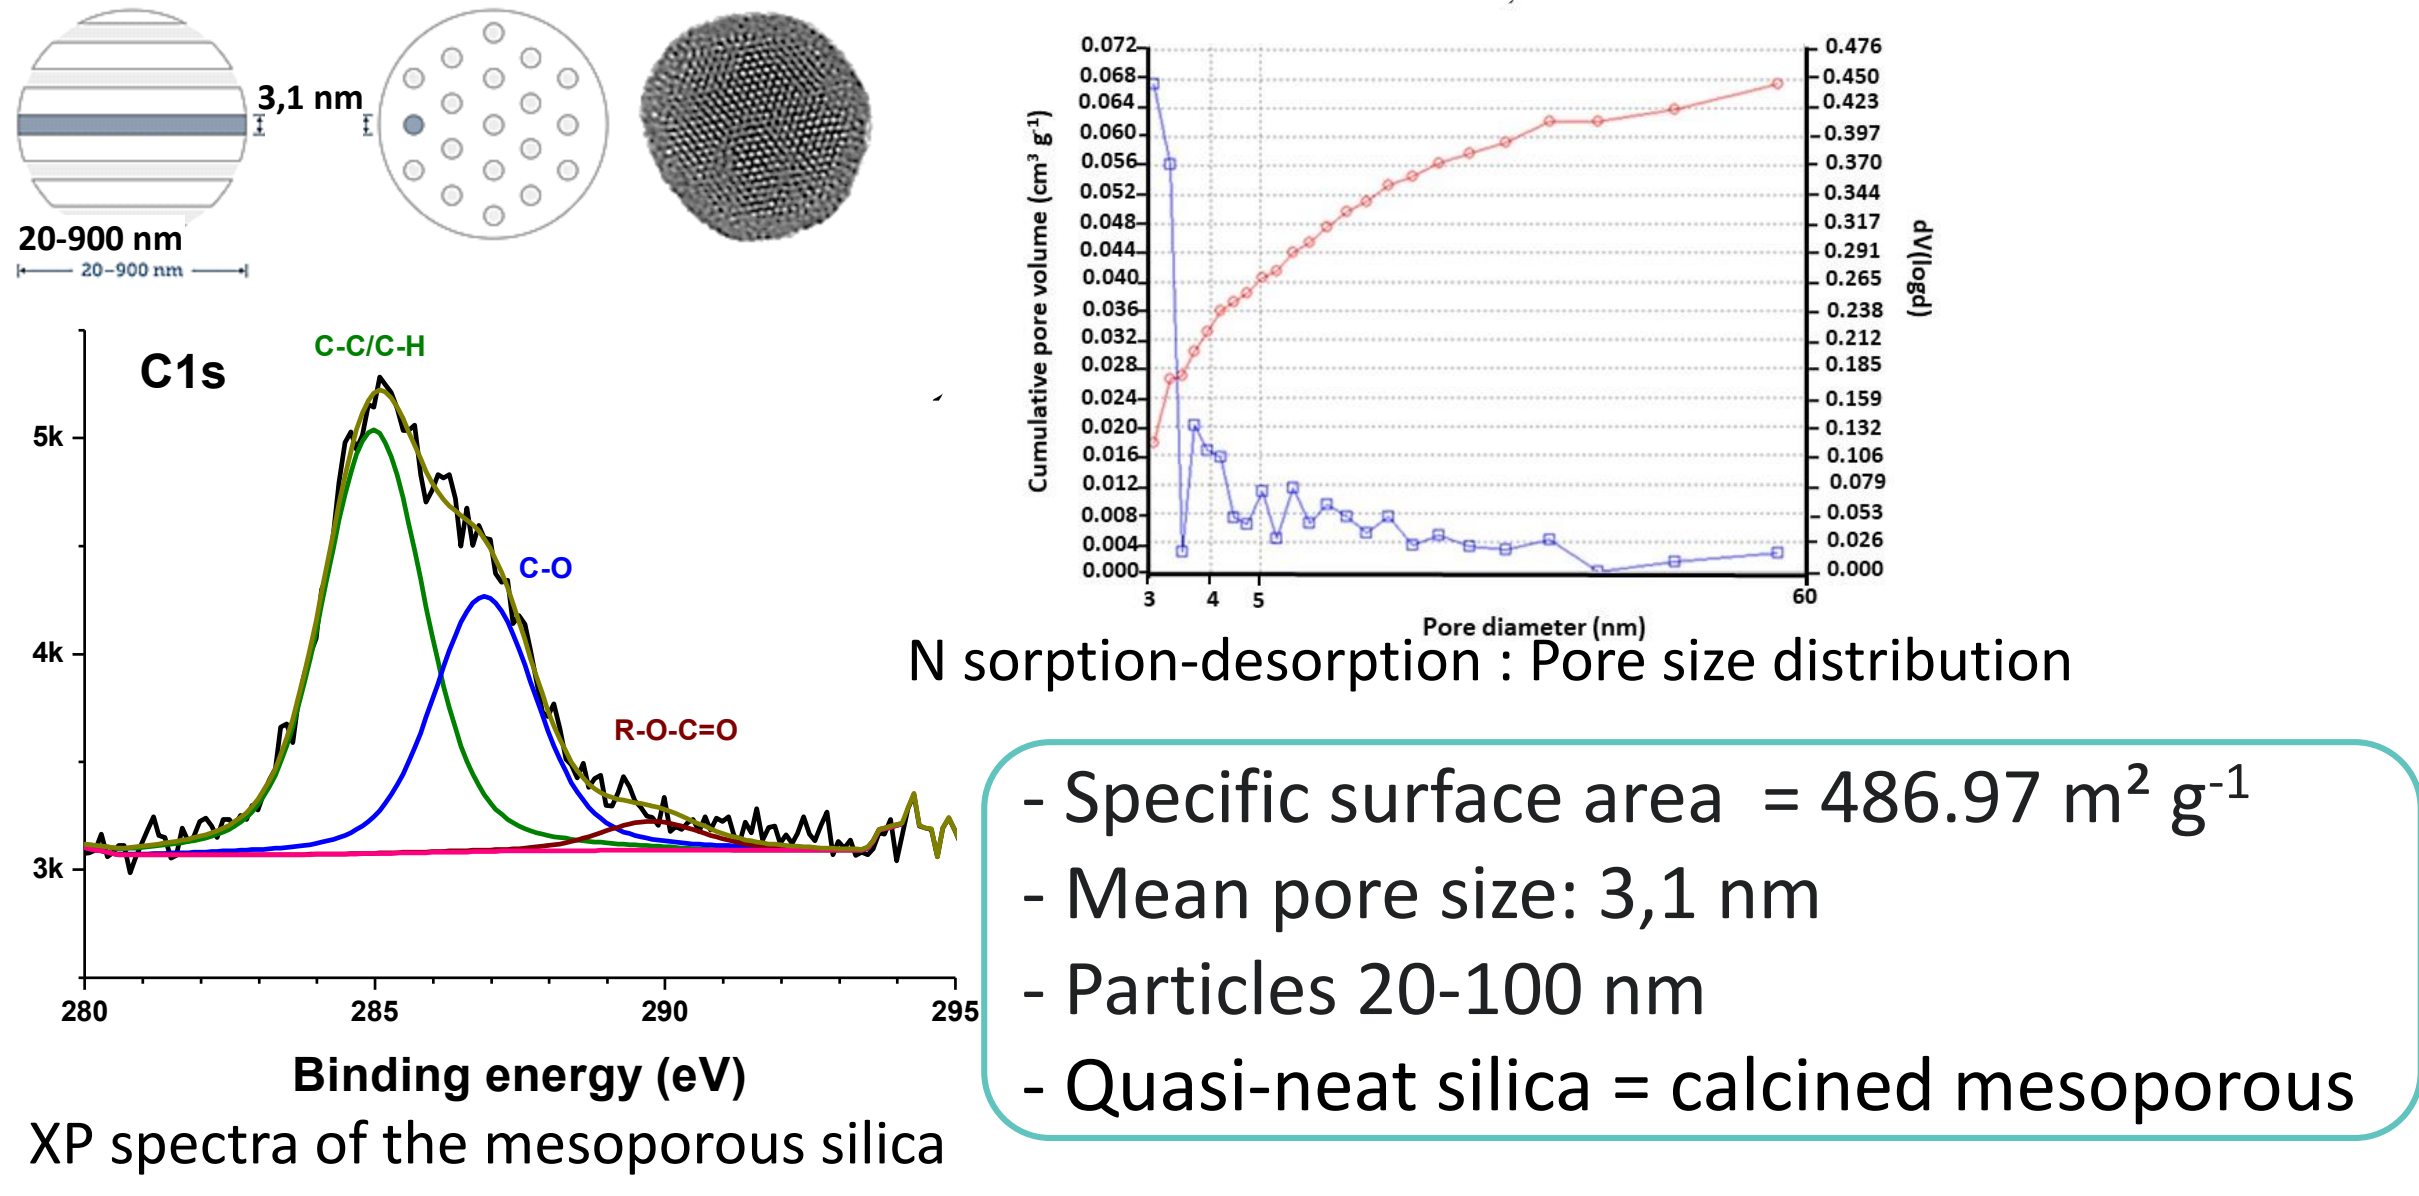 3,1 nm
20-900 nm
20-900 nm
C1s
C-C/C-H
C-O
R-O-C=O
5k
4k
3k
280
285
290
295
Binding energy (eV)
XP spectra of the mesoporous silica
Cumulative pore volume (cm³ g⁻¹)
0.072
0.068
0.064
0.060
0.056
0.052
0.048
0.044
0.040
0.036
0.032
0.028
0.024
0.020
0.016
0.012
0.008
0.004
0.000
0.476
0.450
0.423
0.397
0.370
0.344
0.317
0.291
0.265
0.238
0.212
0.185
0.159
0.132
0.106
0.079
0.053
0.026
0.000
dV(logd)
3
4
5
60
Pore diameter (nm)
N sorption-desorption : Pore size distribution
- Specific surface area = 486.97 m² g⁻¹
- Mean pore size: 3,1 nm
- Particles 20-100 nm
- Quasi-neat silica = calcined mesoporous